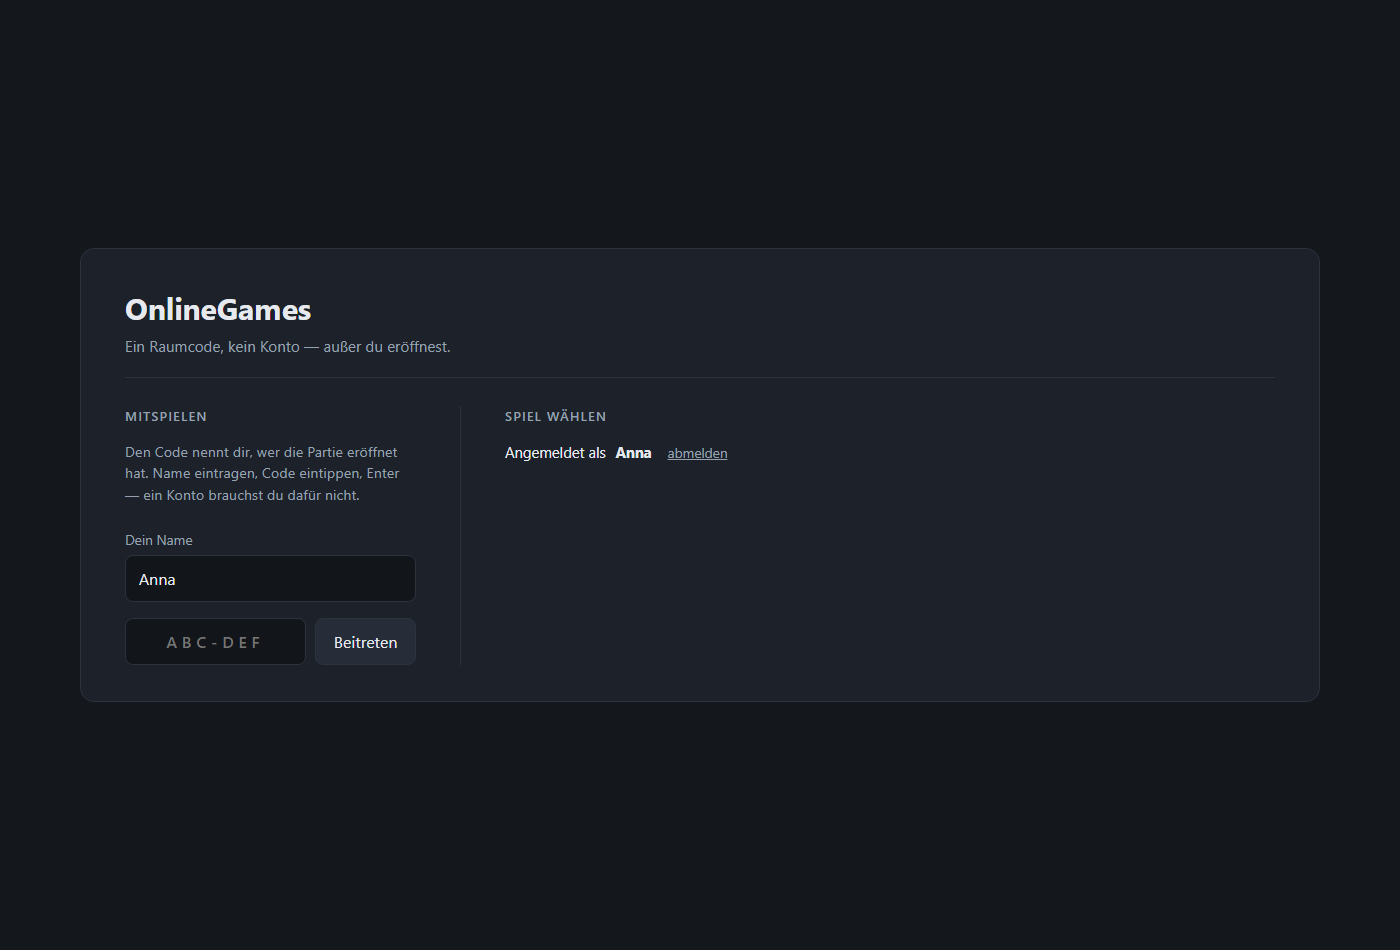 OnlineGames
Ein Raumcode, kein Konto — außer du eröffnest.
MITSPIELEN
Den Code nennt dir, wer die Partie eröffnet
hat. Name eintragen, Code eintippen, Enter
— ein Konto brauchst du dafür nicht.
Dein Name
Anna
ABC-DEF
Beitreten
SPIEL WÄHLEN
Angemeldet als Anna abmelden